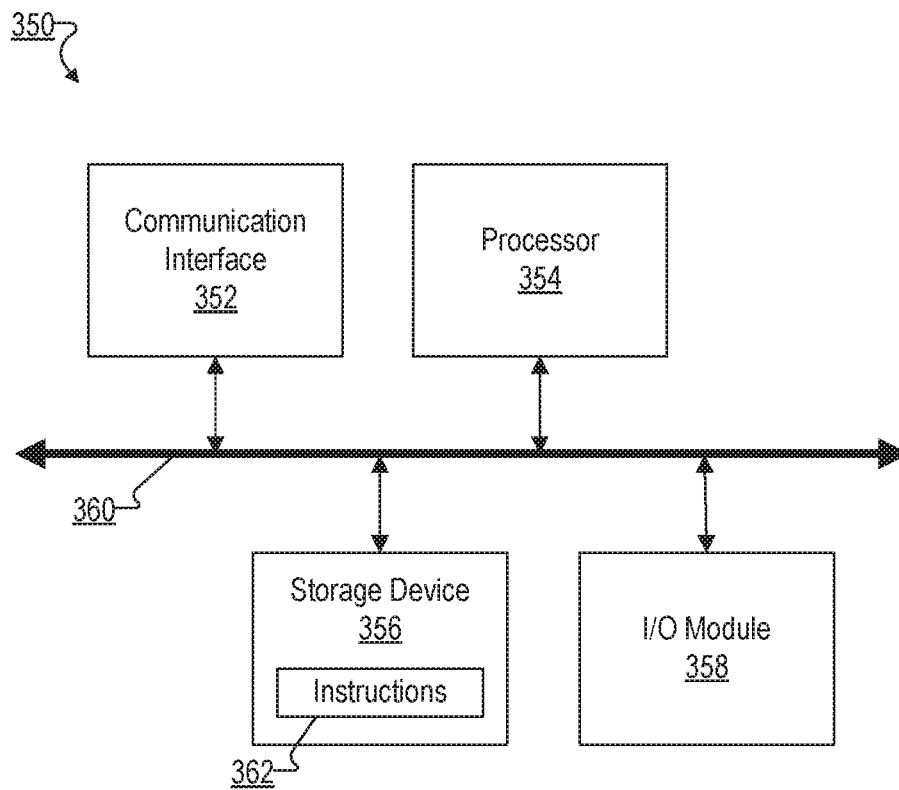 350
Communication
Interface
352
Processor
354
360
Storage Device
356
Instructions
362
I/O Module
358